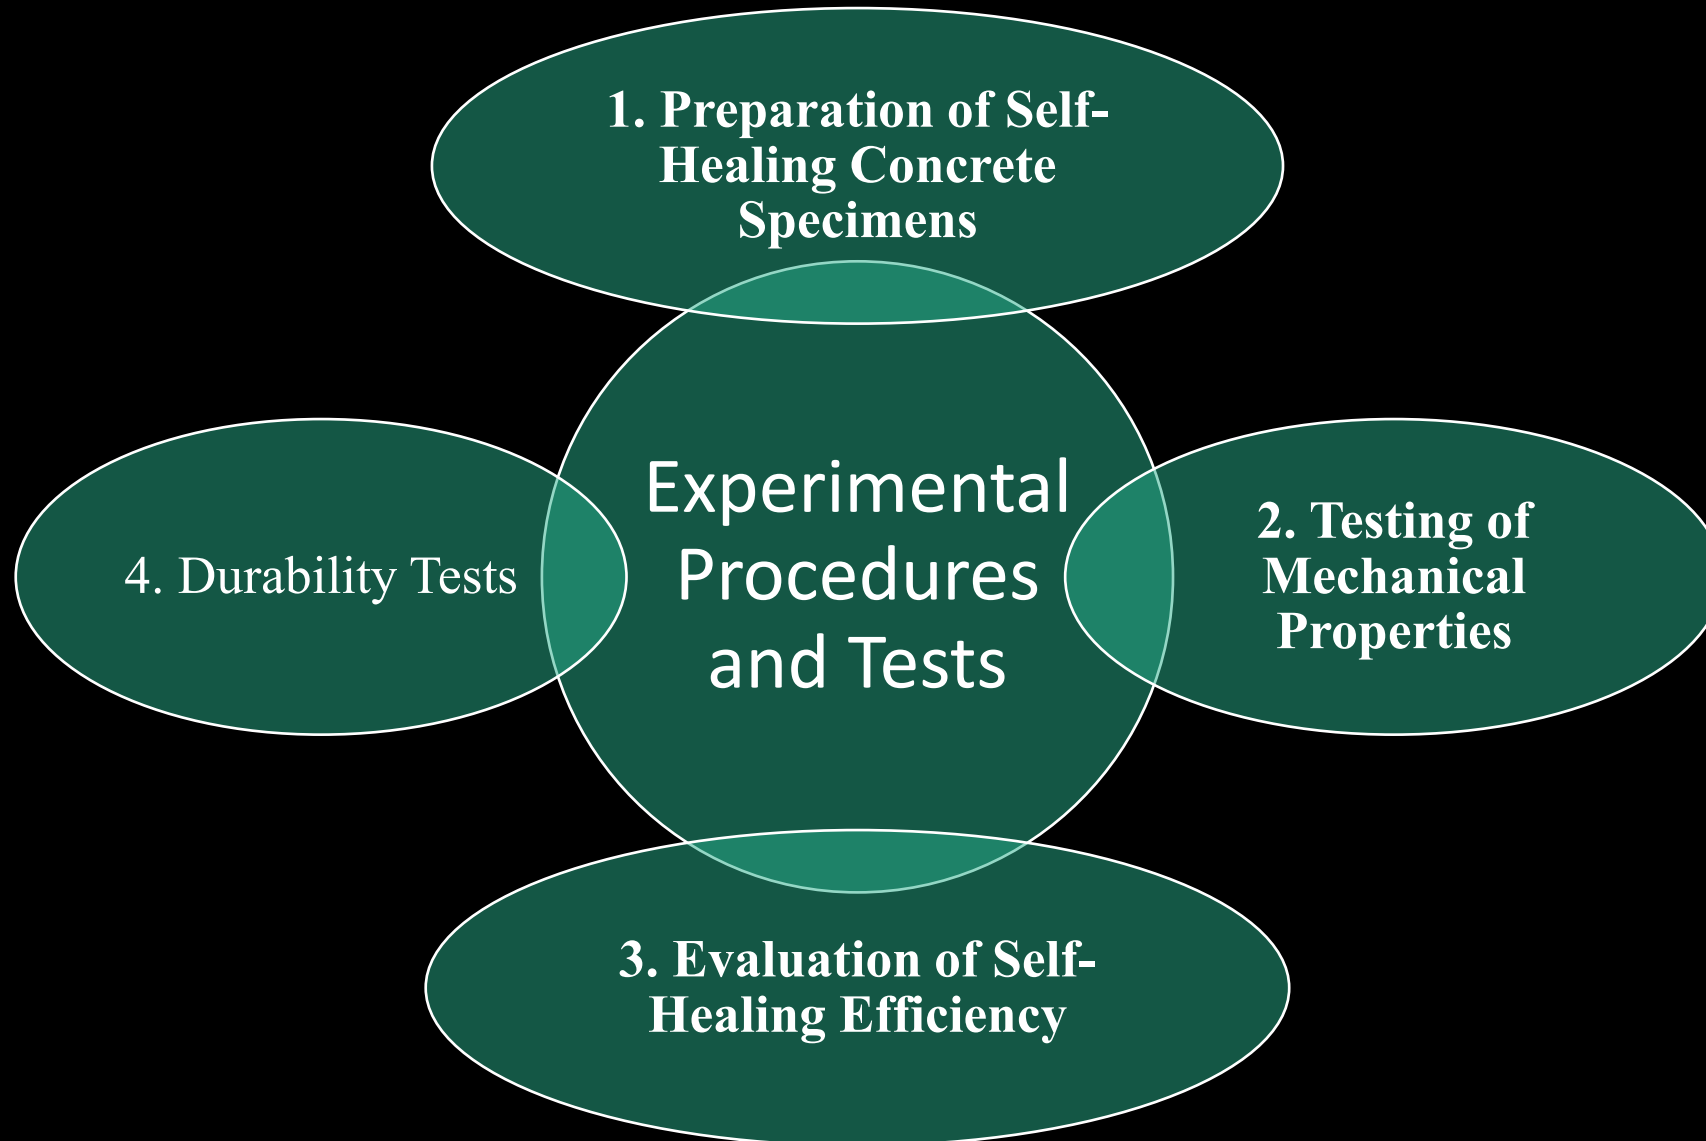 1. Preparation of Self-
Healing Concrete
Specimens
Experimental
Procedures
and Tests
2. Testing of
Mechanical
Properties
3. Evaluation of Self-
Healing Efficiency
4. Durability Tests